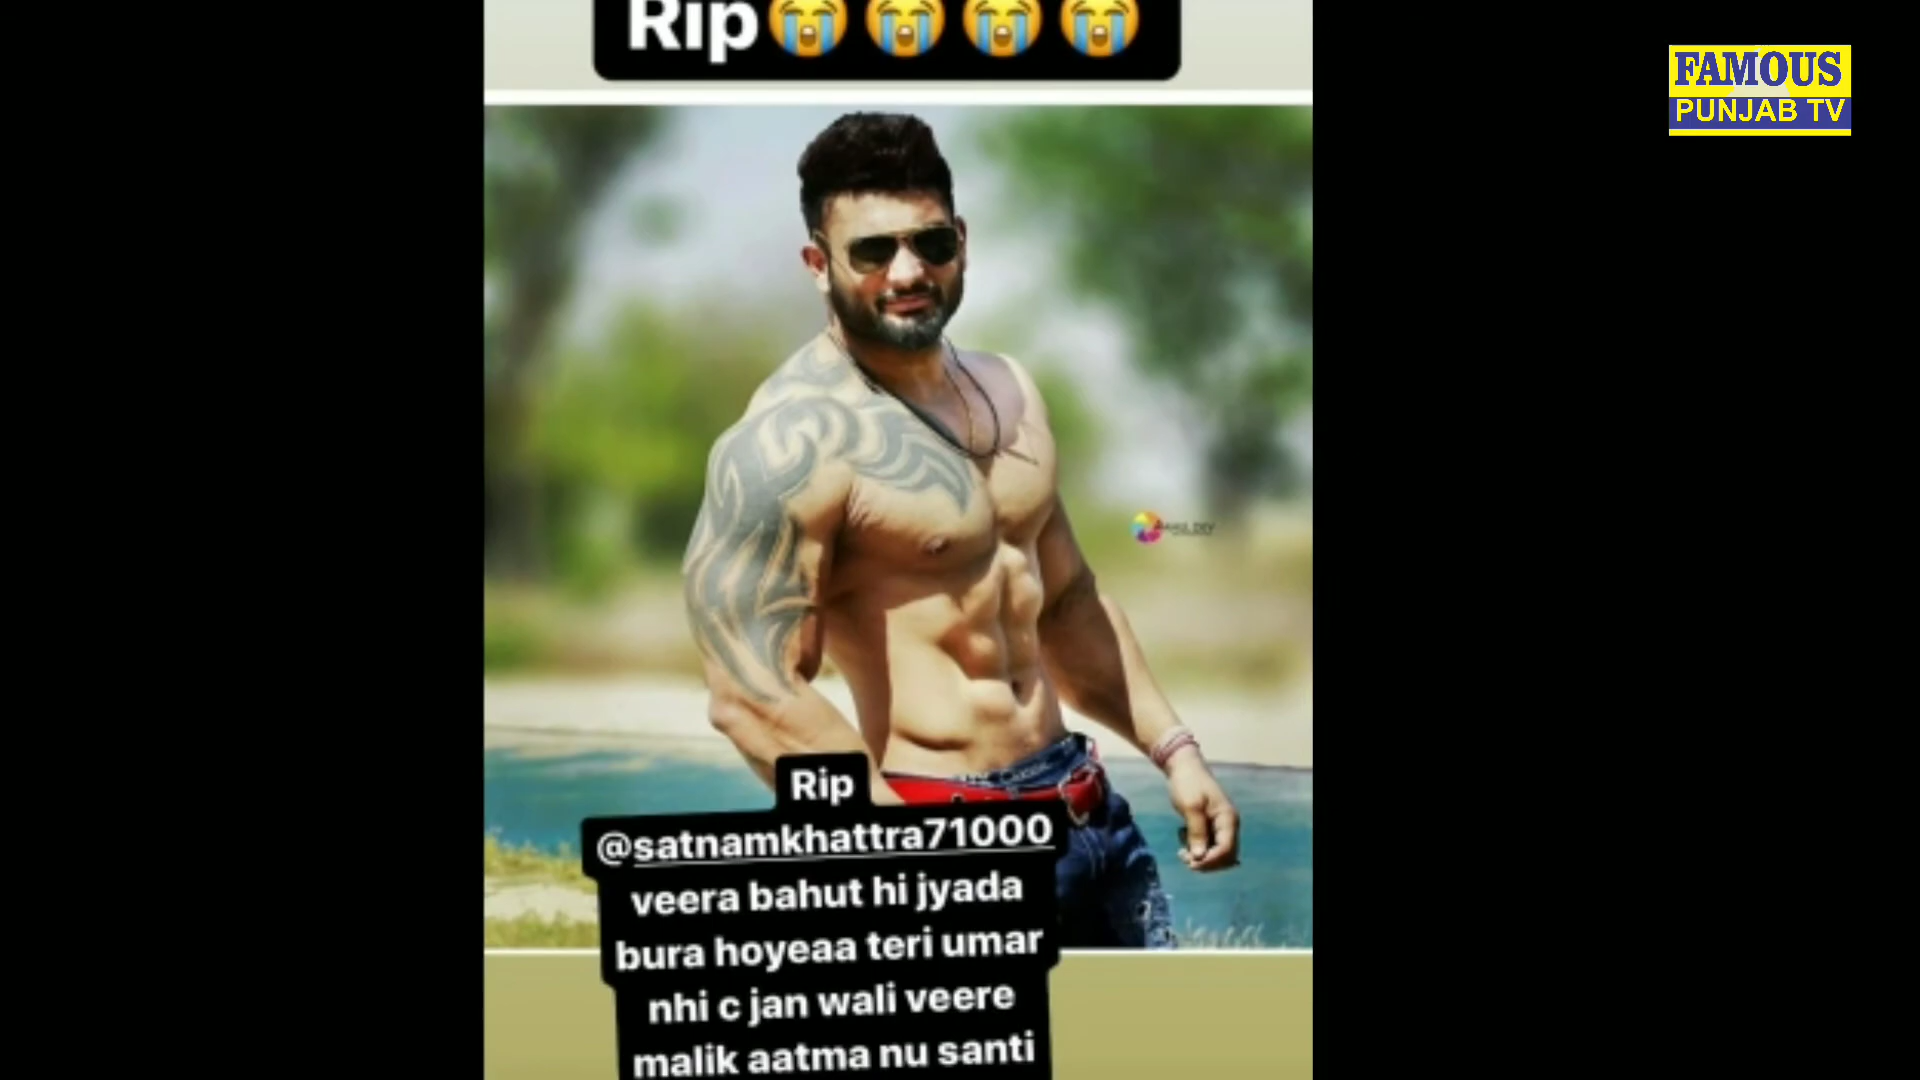 Rip😭😭😭😭
FAMOUS
PUNJAB TV
Rip
@satnamkhattra71000
veera bahut hi jyada
bura hoyeaa teri umar
nhi c jan wali veere
malik aatma nu santi